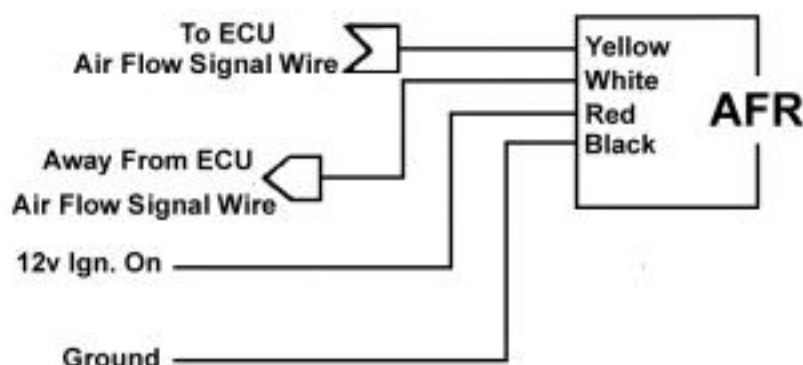 To ECU
Air Flow Signal Wire
Yellow
White
Red
Black
AFR
Away From ECU
Air Flow Signal Wire
12v Ign. On
Ground